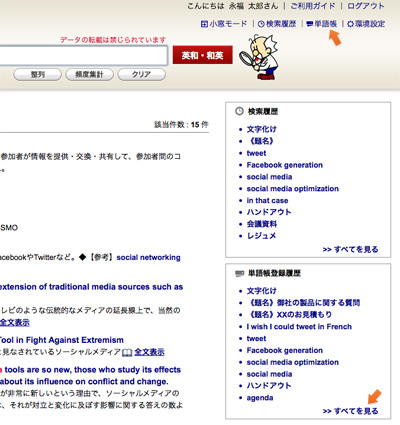 こんにちは 永福 太郎さん | ご利用ガイド | ログアウト
小窓モード | 検索履歴 | 単語帳 | 環境設定
データの転載は禁じられています
英和・和英
整列 頻度集計 クリア
該当件数 : 15 件
参加者が情報を提供・交換・共有して、参加者間のコ
。
SMO
acebookやTwitterなど。◆【参考】social networking
extension of traditional media sources such as
レビのような伝統的なメディアの延長線上で、当然の
全文表示
Tool in Fight Against Extremism
と見なされているソーシャルメディア 全文表示
tools are so new, those who study its effects
about its influence on conflict and change.
が非常に新しいという理由で、ソーシャルメディアの
、それが対立と変化に及ぼす影響に関する答えの数よ
検索履歴
文字化け
《題名》
tweet
Facebook generation
social media
social media optimization
in that case
ハンドアウト
会議資料
レジュメ
>> すべてを見る
単語帳登録履歴
文字化け
《題名》御社の製品に関する質問
《題名》XXのお見積もり
I wish I could tweet in French
tweet
Facebook generation
social media optimization
social media
ハンドアウト
agenda
>> すべてを見る